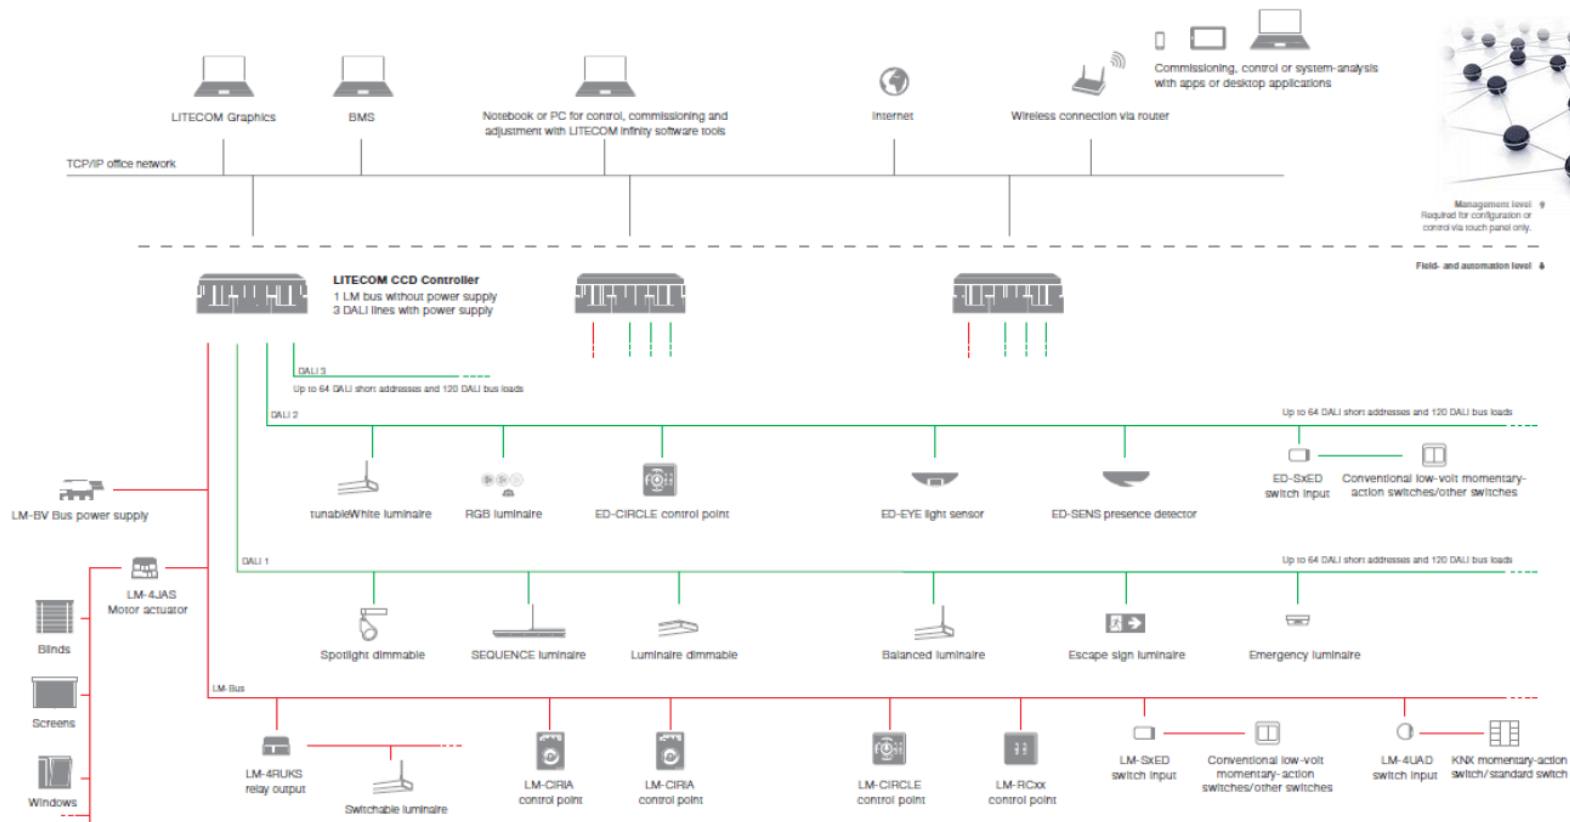 Commissioning, control or system-analysis
with apps or desktop applications
LITECOM Graphics
BMS
Notebook or PC for control, commissioning and
adjustment with LITECOM Infinity software tools
Internet
Wireless connection via router
TCP/IP office network
Management level
Required for configuration or
control via touch panel only.
Field- and automation level
LITECOM CCD Controller
1 LM bus without power supply
3 DALI lines with power supply
DALI 3
Up to 64 DALI short addresses and 120 DALI bus loads
DALI 2
Up to 64 DALI short addresses and 120 DALI bus loads
LM-BV Bus power supply
tunableWhite luminaire
RGB luminaire
ED-CIRCLE control point
ED-EYE light sensor
ED-SENS presence detector
ED-SxED
switch input
Conventional low-volt momentary-
action switches/other switches
DALI 1
Up to 64 DALI short addresses and 120 DALI bus loads
LM-4JAS
Motor actuator
Blinds
Spotlight dimmable
SEQUENCE luminaire
Luminaire dimmable
Balanced luminaire
Escape sign luminaire
Emergency luminaire
LM-Bus
Screens
LM-4RUKS
relay output
Switchable luminaire
LM-CIRIA
control point
LM-CIRIA
control point
LM-CIRCLE
control point
LM-RCxx
control point
LM-SxED
switch input
Conventional low-volt
momentary-action
switches/other switches
LM-4UAD
switch input
KNX momentary-action
switch/standard switch
Windows